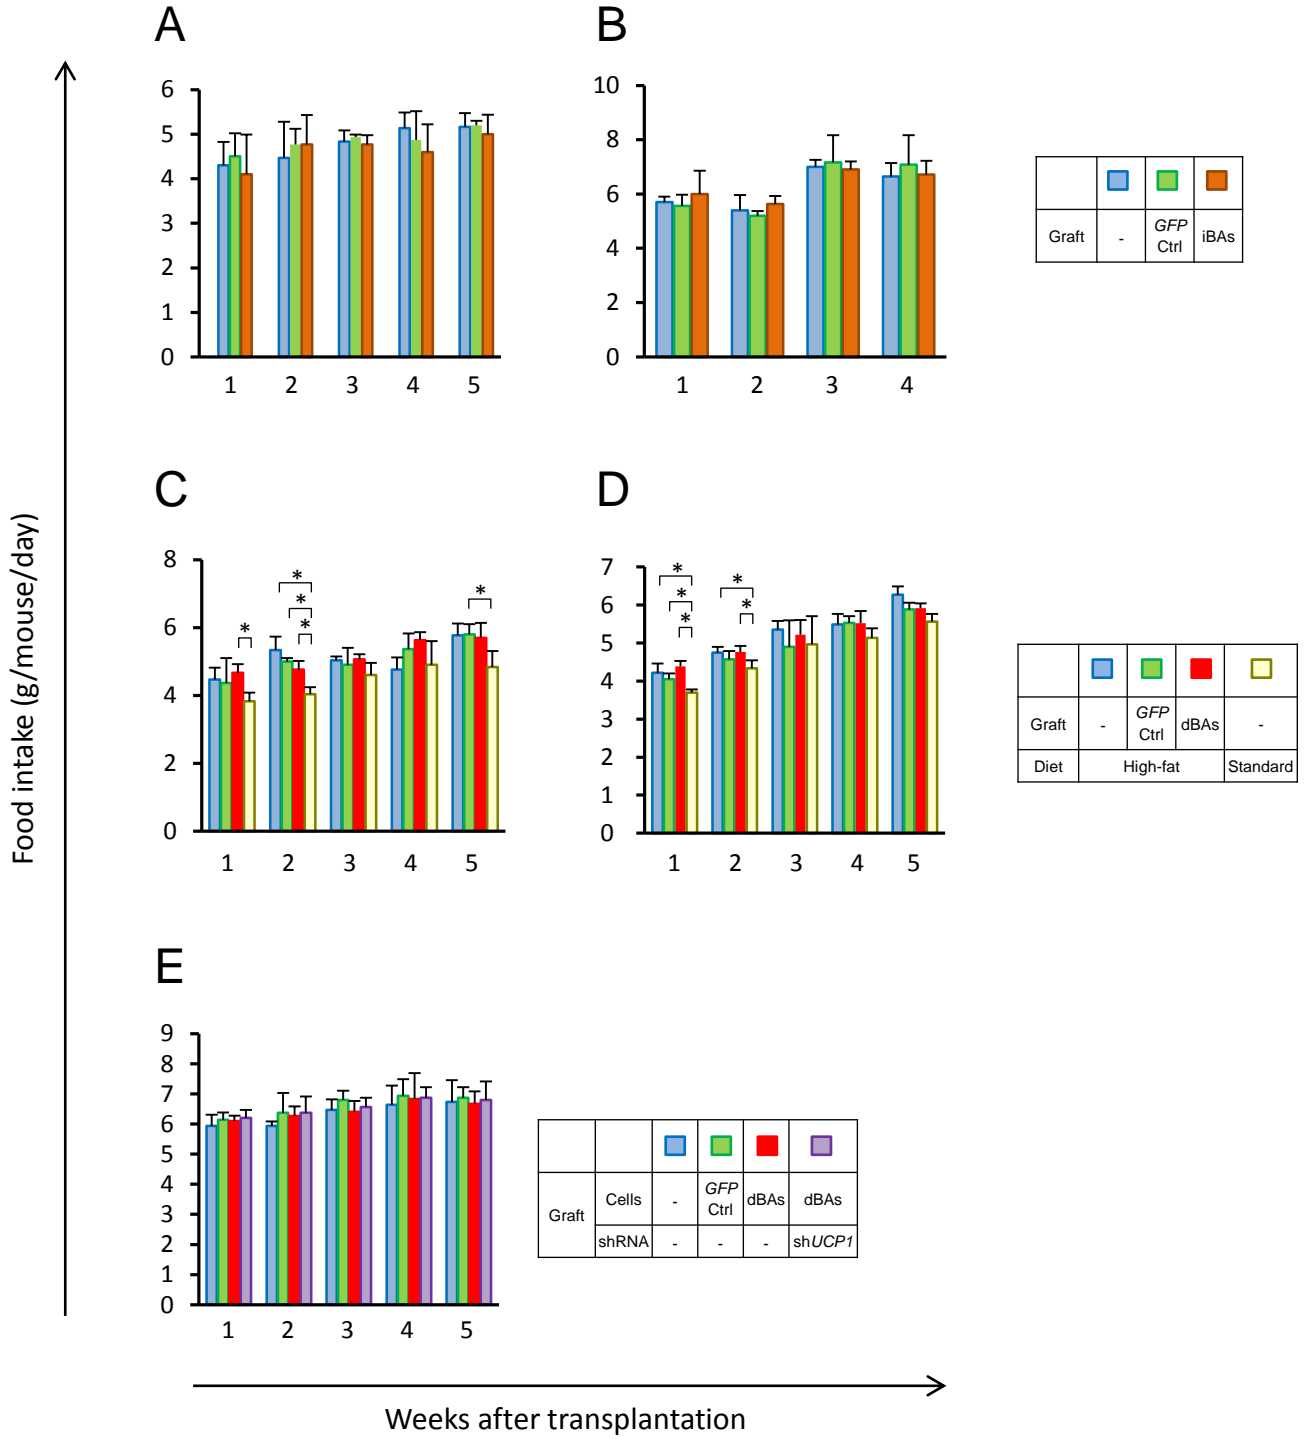 A
B
6
5
4
3
2
1
0
1 2 3 4 5
10
8
6
4
2
0
1 2 3 4
Graft - GFP iBAs
Ctrl
C
D
8
6
4
2
0
* * * * *
1 2 3 4 5
7
6
5
4
3
2
1
0
* * * * *
1 2 3 4 5
Graft - GFP dBAs -
Ctrl
Diet High-fat Standard
E
9
8
7
6
5
4
3
2
1
0
1 2 3 4 5
Graft
Cells - GFP dBAs dBAs
Ctrl
shRNA - - - shUCP1
Food intake (g/mouse/day)
Weeks after transplantation